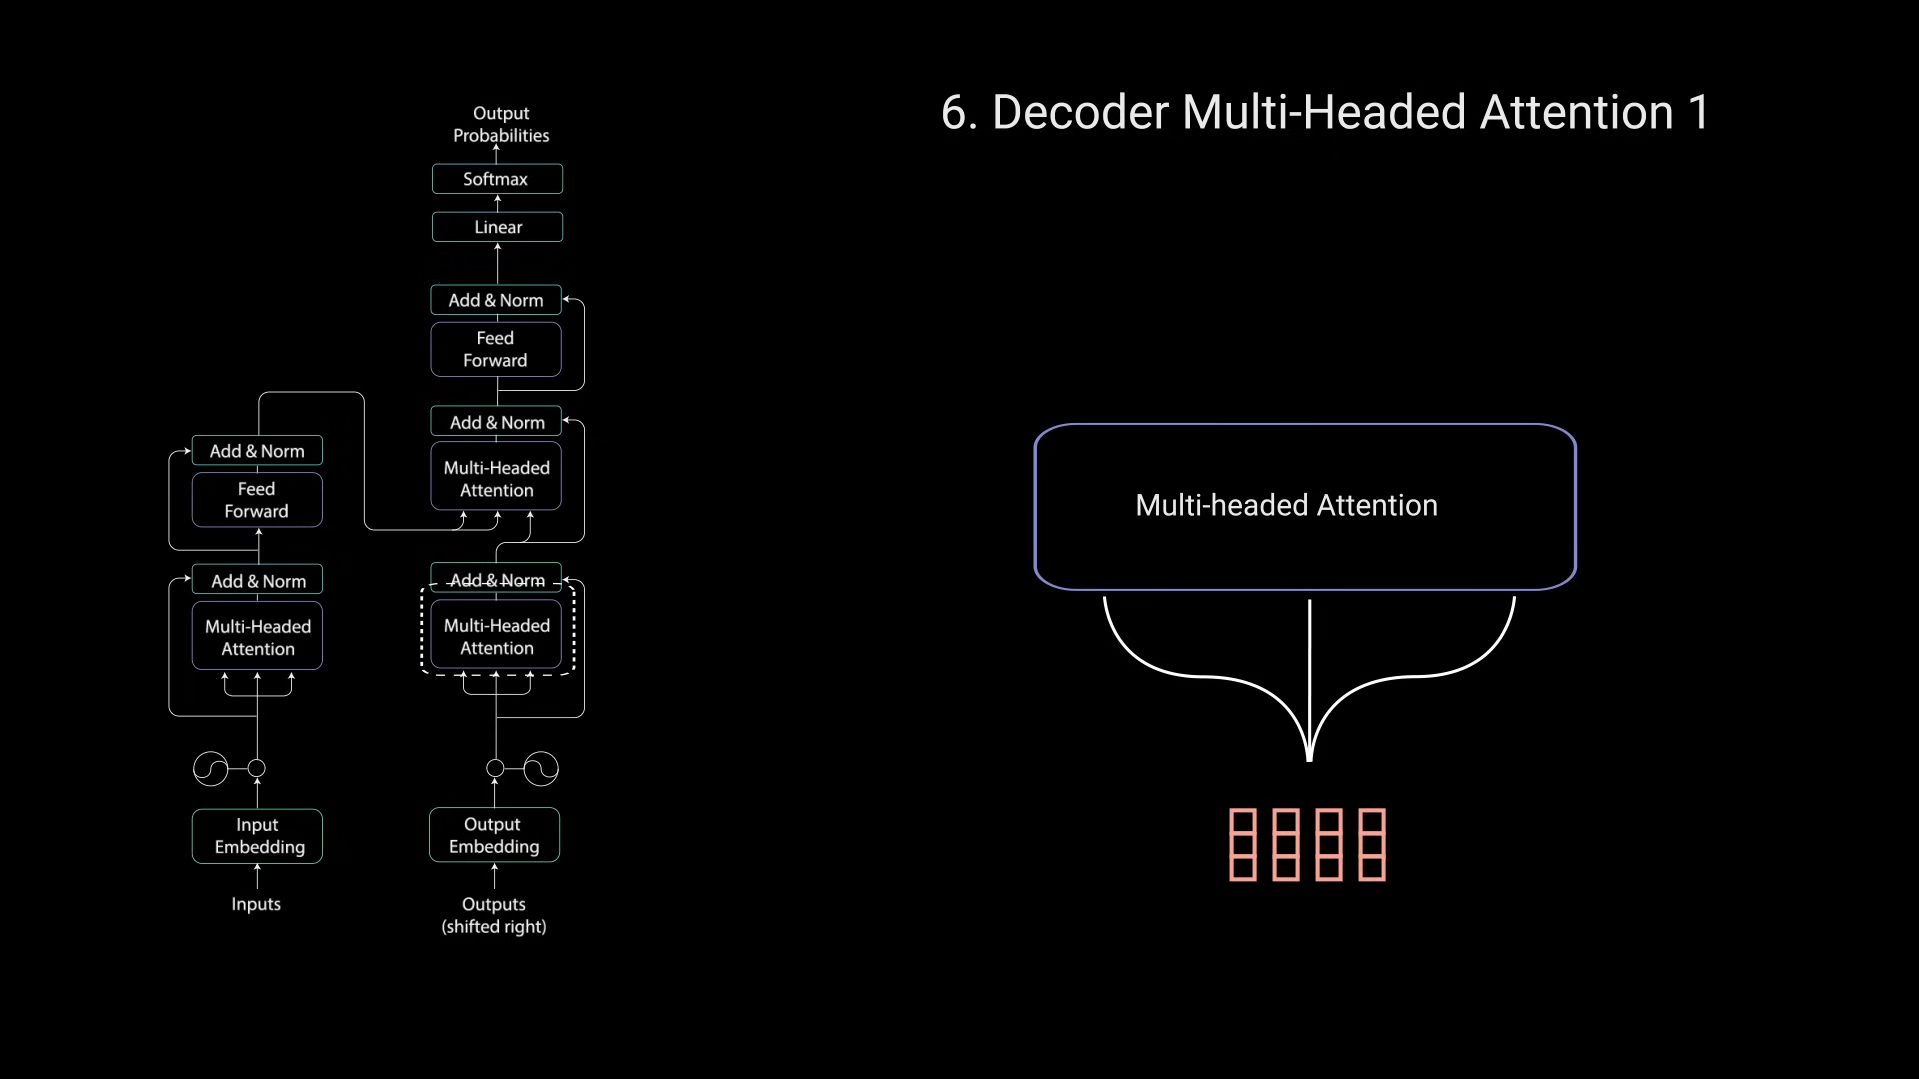 6. Decoder Multi-Headed Attention 1
Output
Probabilities
Softmax
Linear
Add & Norm
Feed
Forward
Add & Norm
Multi-Headed
Attention
Add & Norm
Multi-Headed
Attention
Output
Embedding
Outputs
(shifted right)
Add & Norm
Feed
Forward
Add & Norm
Multi-Headed
Attention
Input
Embedding
Inputs
Multi-headed Attention